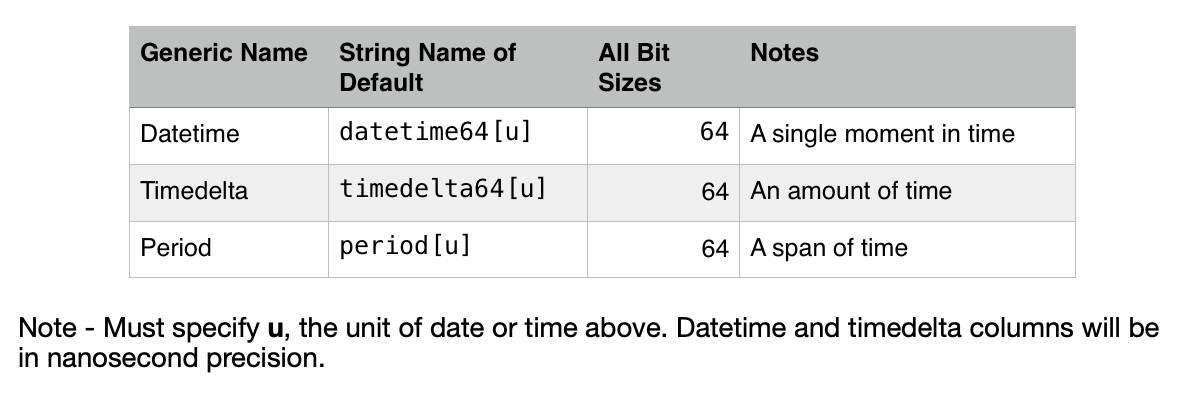 Generic Name String Name of Default All Bit Sizes Notes
Datetime datetime64[u] 64 A single moment in time
Timedelta timedelta64[u] 64 An amount of time
Period period[u] 64 A span of time
Note - Must specify u, the unit of date or time above. Datetime and timedelta columns will be
in nanosecond precision.